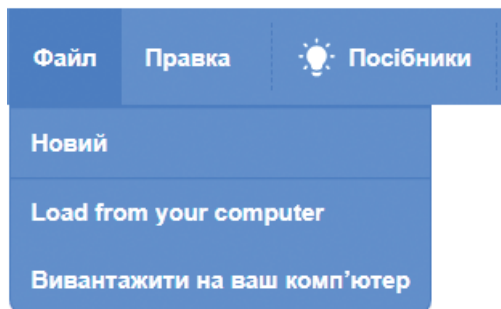 Файл Правка Посібники
Новий
Load from your computer
Вивантажити на ваш комп’ютер